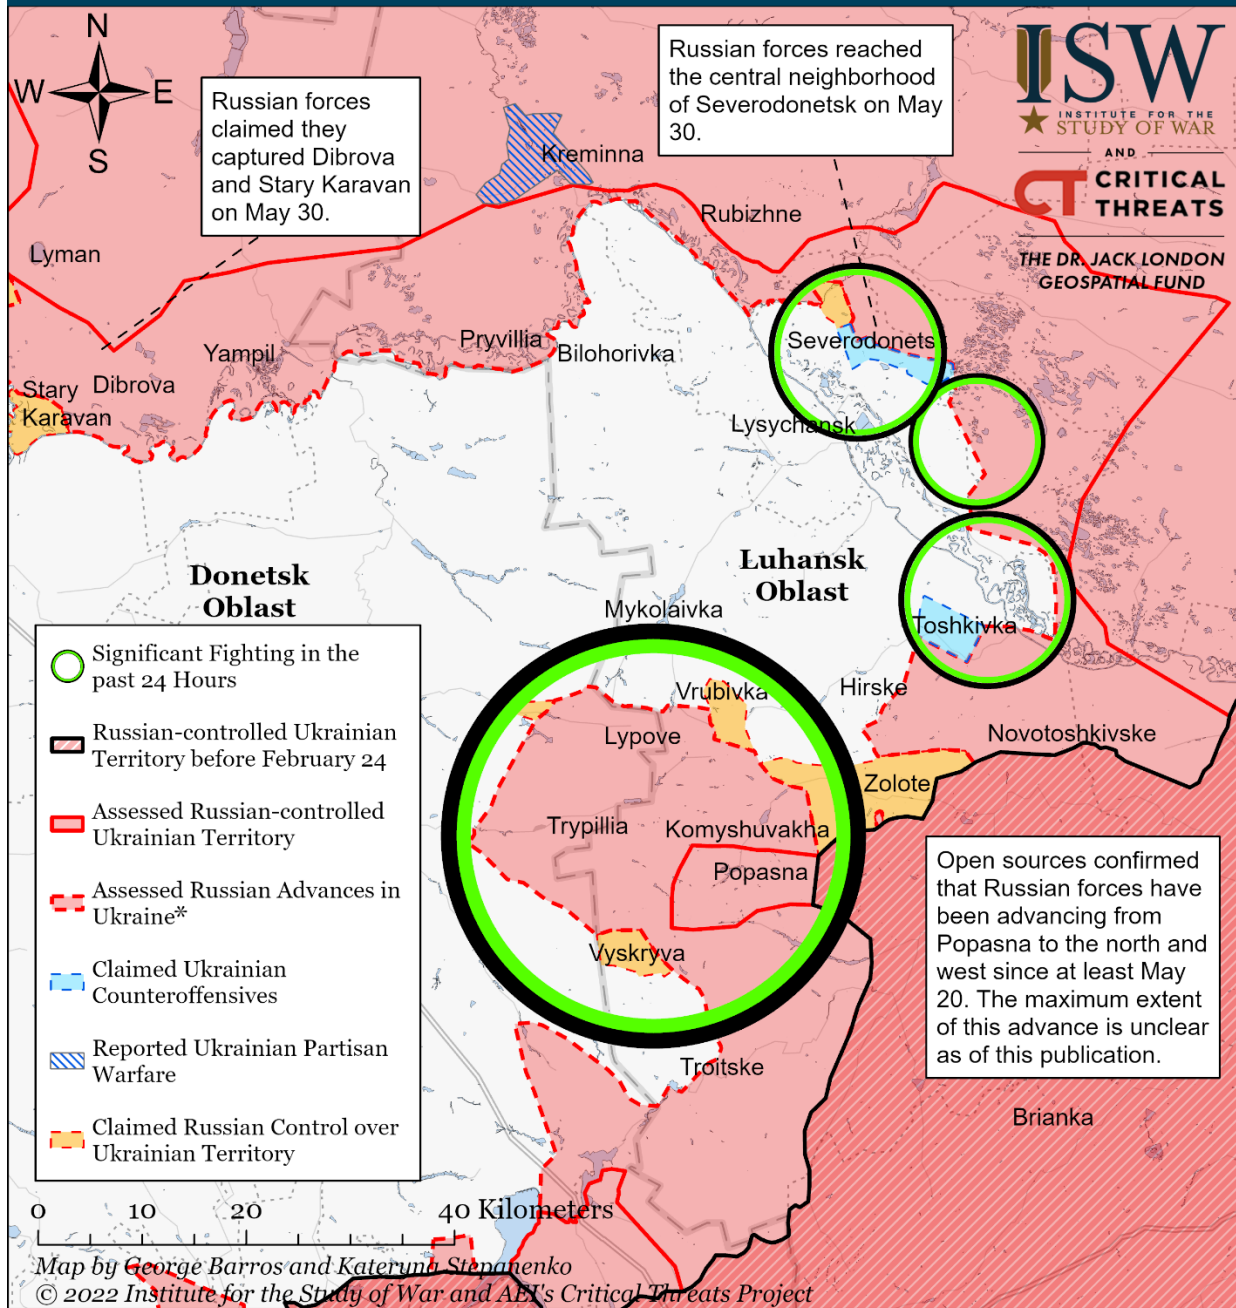 N
W E
S
Russian forces
claimed they
captured Dibrova
and Stary Karavan
on May 30.
Russian forces reached
the central neighborhood
of Severodonetsk on May
30.
ISW
INSTITUTE FOR THE
STUDY OF WAR
AND
CT CRITICAL
THREATS
THE DR. JACK LONDON
GEOSPATIAL FUND
Kreminna
Rubizhne
Lyman
Severodonets
Pryvillia
Bilohorivka
Yampil
Dibrova
Stary
Karavan
Lysychansk
Donetsk
Oblast
Luhansk
Oblast
Mykolaivka
Toshkivka
Vrubivka
Hirske
Lypove
Novotoshkivske
Zolote
Trypillia
Komyshuvakha
Popasna
Vyskryva
Troitske
Brianka
Open sources confirmed
that Russian forces have
been advancing from
Popasna to the north and
west since at least May
20. The maximum extent
of this advance is unclear
as of this publication.
Significant Fighting in the
past 24 Hours
Russian-controlled Ukrainian
Territory before February 24
Assessed Russian-controlled
Ukrainian Territory
Assessed Russian Advances in
Ukraine*
Claimed Ukrainian
Counteroffensives
Reported Ukrainian Partisan
Warfare
Claimed Russian Control over
Ukrainian Territory
0 10 20 40 Kilometers
Map by George Barros and Kateryna Stepanenko
© 2022 Institute for the Study of War and AEI's Critical Threats Project